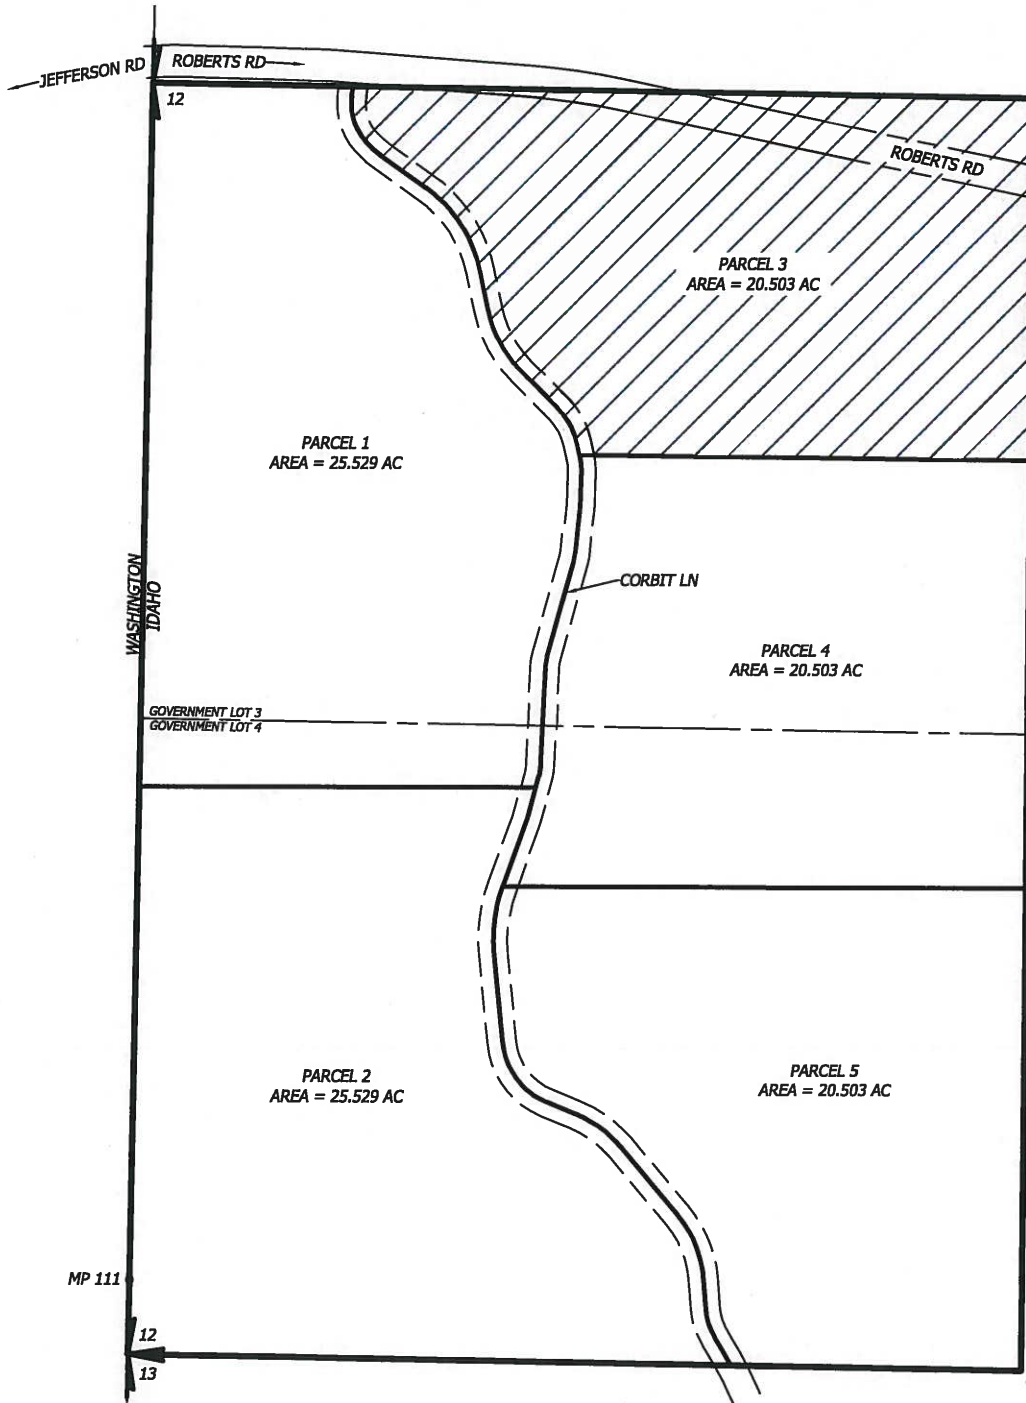 JEFFERSON RD
ROBERTS RD
12
ROBERTS RD
PARCEL 3
AREA = 20.503 AC
PARCEL 1
AREA = 25.529 AC
WASHINGTON
IDAHO
CORBIT LN
PARCEL 4
AREA = 20.503 AC
GOVERNMENT LOT 3
GOVERNMENT LOT 4
PARCEL 2
AREA = 25.529 AC
PARCEL 5
AREA = 20.503 AC
MP 111
12
13